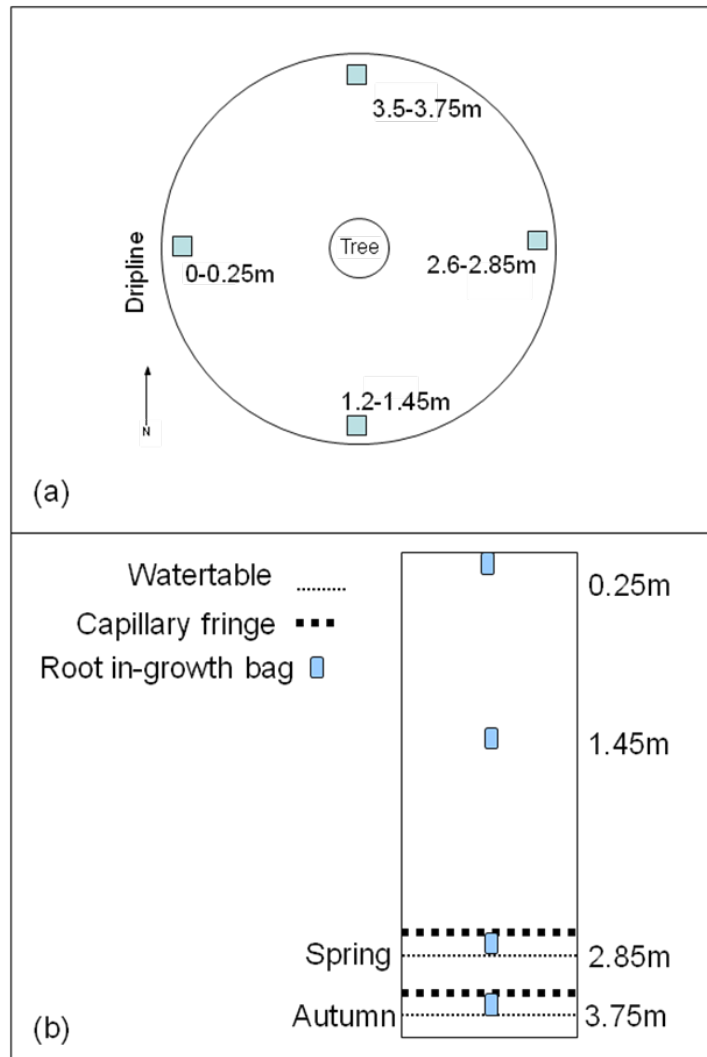 3.5-3.75m
Tree
0-0.25m
2.6-2.85m
Dripline
1.2-1.45m
N
(a)
Watertable
0.25m
Capillary fringe
Root in-growth bag
1.45m
Spring
2.85m
Autumn
3.75m
(b)